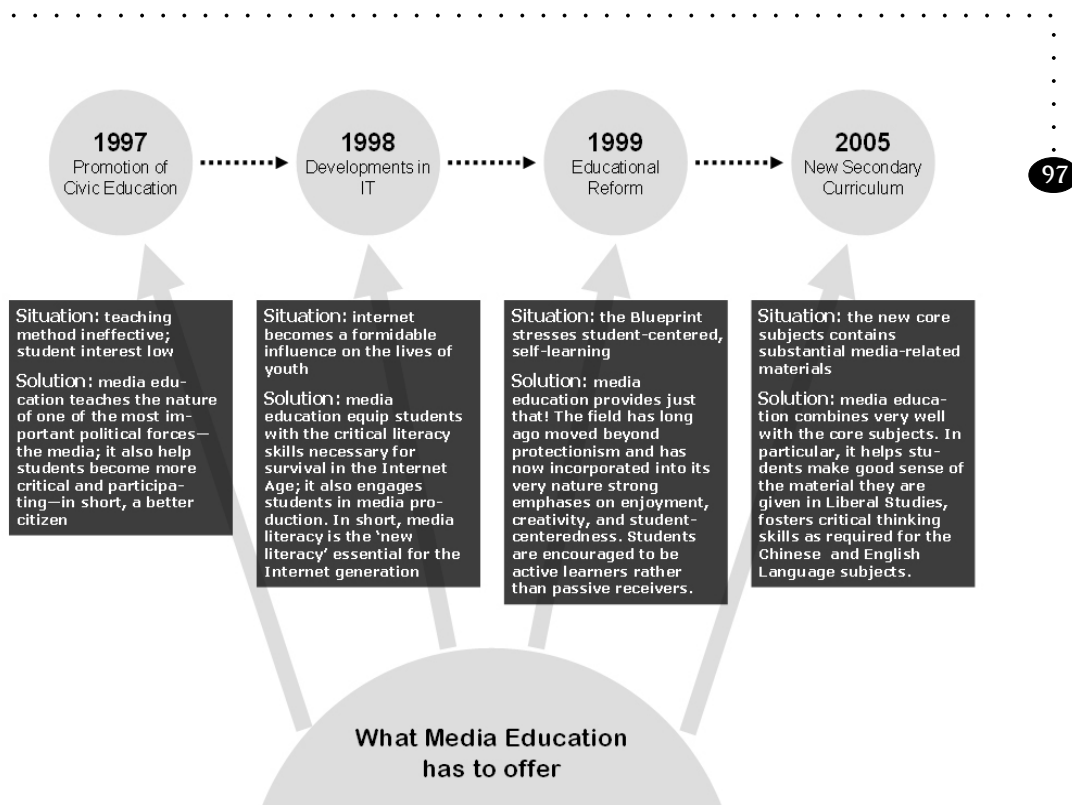 1997
Promotion of
Civic Education
1998
Developments in
IT
1999
Educational
Reform
2005
New Secondary
Curriculum
97
Situation: teaching
method ineffective;
student interest low
Solution: media edu-
cation teaches the nature
of one of the most im-
portant political forces—
the media; it also help
students become more
critical and participa-
ting—in short, a better
citizen
Situation: internet
becomes a formidable
influence on the lives of
youth
Solution: media
education equip students
with the critical literacy
skills necessary for
survival in the Internet
Age; it also engages
students in media pro-
duction. In short, media
literacy is the ‘new
literacy’ essential for the
Internet generation
Situation: the Blueprint
stresses student-centered,
self-learning
Solution: media
education provides just
that! The field has long
ago moved beyond
protectionism and has
now incorporated into its
very nature strong
emphases on enjoyment,
creativity, and student-
centeredness. Students
are encouraged to be
active learners rather
than passive receivers.
Situation: the new core
subjects contains
substantial media-related
materials
Solution: media educa-
tion combines very well
with the core subjects. In
particular, it helps stu-
dents make good sense of
the material they are
given in Liberal Studies,
fosters critical thinking
skills as required for the
Chinese and English
Language subjects.
What Media Education
has to offer